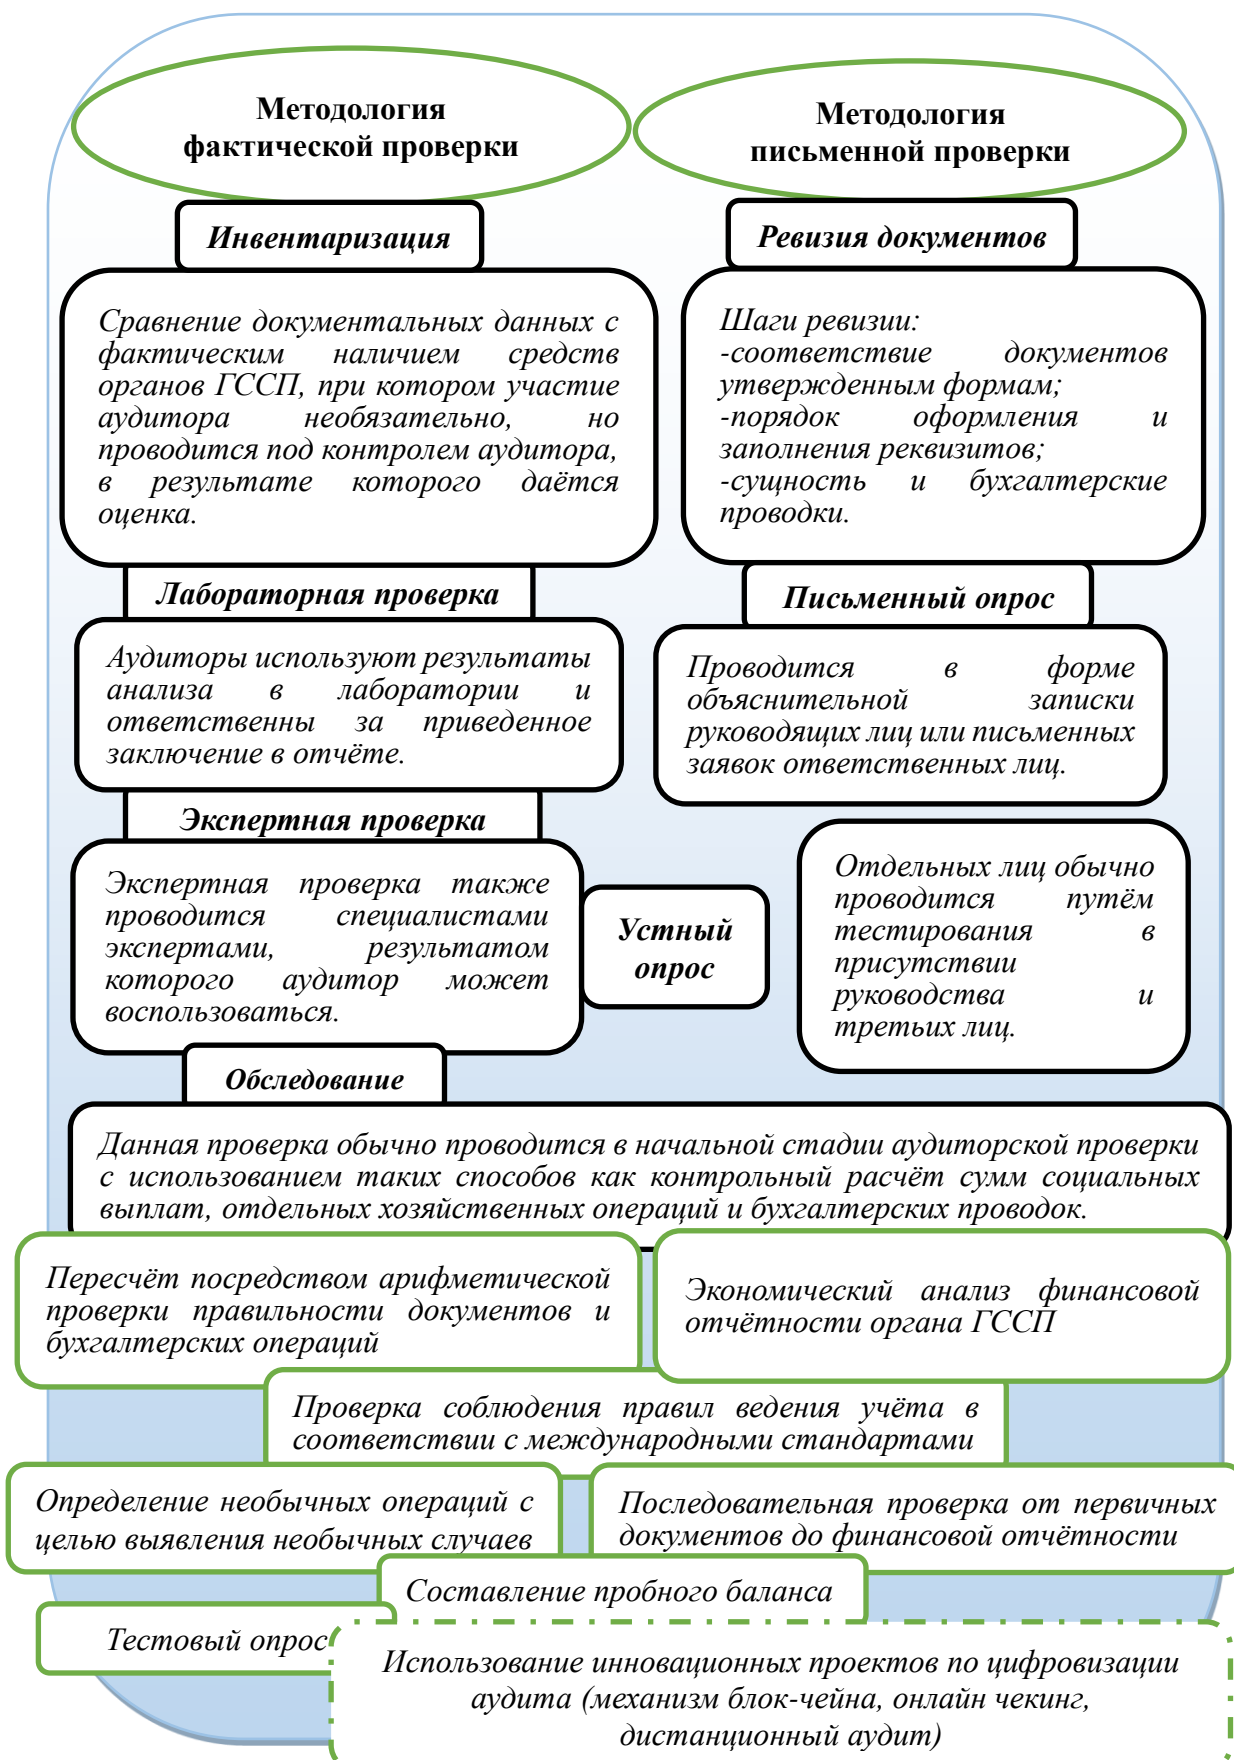 Методология
фактической проверки
Методология
письменной проверки
Инвентаризация
Сравнение документальных данных с
фактическим наличием средств
органов ГССП, при котором участие
аудитора необязательно, но
проводится под контролем аудитора,
в результате которого даётся
оценка.
Ревизия документов
Шаги ревизии:
-соответствие документов
утвержденным формам;
-порядок оформления и
заполнения реквизитов;
-сущность и бухгалтерские
проводки.
Лабораторная проверка
Аудиторы используют результаты
анализа в лаборатории и
ответственны за приведенное
заключение в отчёте.
Письменный опрос
Проводится в форме
объяснительной записки
руководящих лиц или письменных
заявок ответственных лиц.
Экспертная проверка
Экспертная проверка также
проводится специалистами
экспертами, результатом
которого аудитор может
воспользоваться.
Устный
опрос
Отдельных лиц обычно
проводится путём
тестирования в
присутствии
руководства и
третьих лиц.
Обследование
Данная проверка обычно проводится в начальной стадии аудиторской проверки
с использованием таких способов как контрольный расчёт сумм социальных
выплат, отдельных хозяйственных операций и бухгалтерских проводок.
Пересчёт посредством арифметической
проверки правильности документов и
бухгалтерских операций
Экономический анализ финансовой
отчётности органа ГССП
Проверка соблюдения правил ведения учёта в
соответствии с международными стандартами
Определение необычных операций с
целью выявления необычных случаев
Последовательная проверка от первичных
документов до финансовой отчётности
Составление пробного баланса
Тестовый опрос
Использование инновационных проектов по цифровизации
аудита (механизм блок-чейна, онлайн чекинг,
дистанционный аудит)